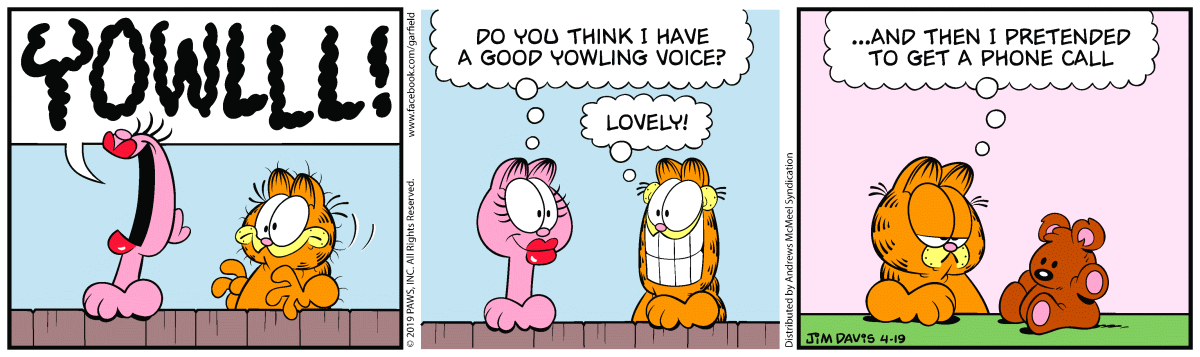 YOWLLL!
© 2019 PAWS, INC. All Rights Reserved. www.facebook.com/garfield
DO YOU THINK I HAVE
A GOOD YOWLING VOICE?
LOVELY!
Distributed by Andrews McMeel Syndication
...AND THEN I PRETENDED
TO GET A PHONE CALL
JIM DAVIS 4-19